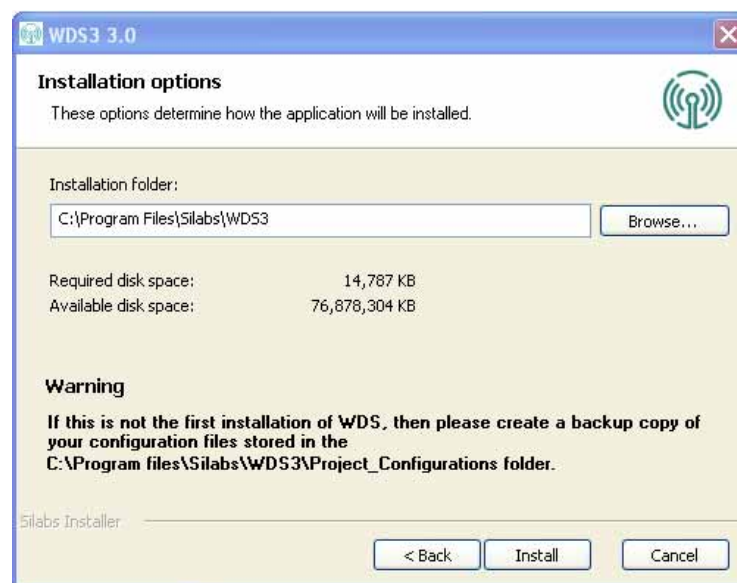 WDS3 3.0
Installation options
These options determine how the application will be installed.
Installation folder:
C:\Program Files\Silabs\WDS3
Browse...
Required disk space: 14,787 KB
Available disk space: 76,878,304 KB
Warning
If this is not the first installation of WDS, then please create a backup copy of
your configuration files stored in the
C:\Program files\Silabs\WDS3\Project_Configurations folder.
Silabs Installer
< Back Install Cancel